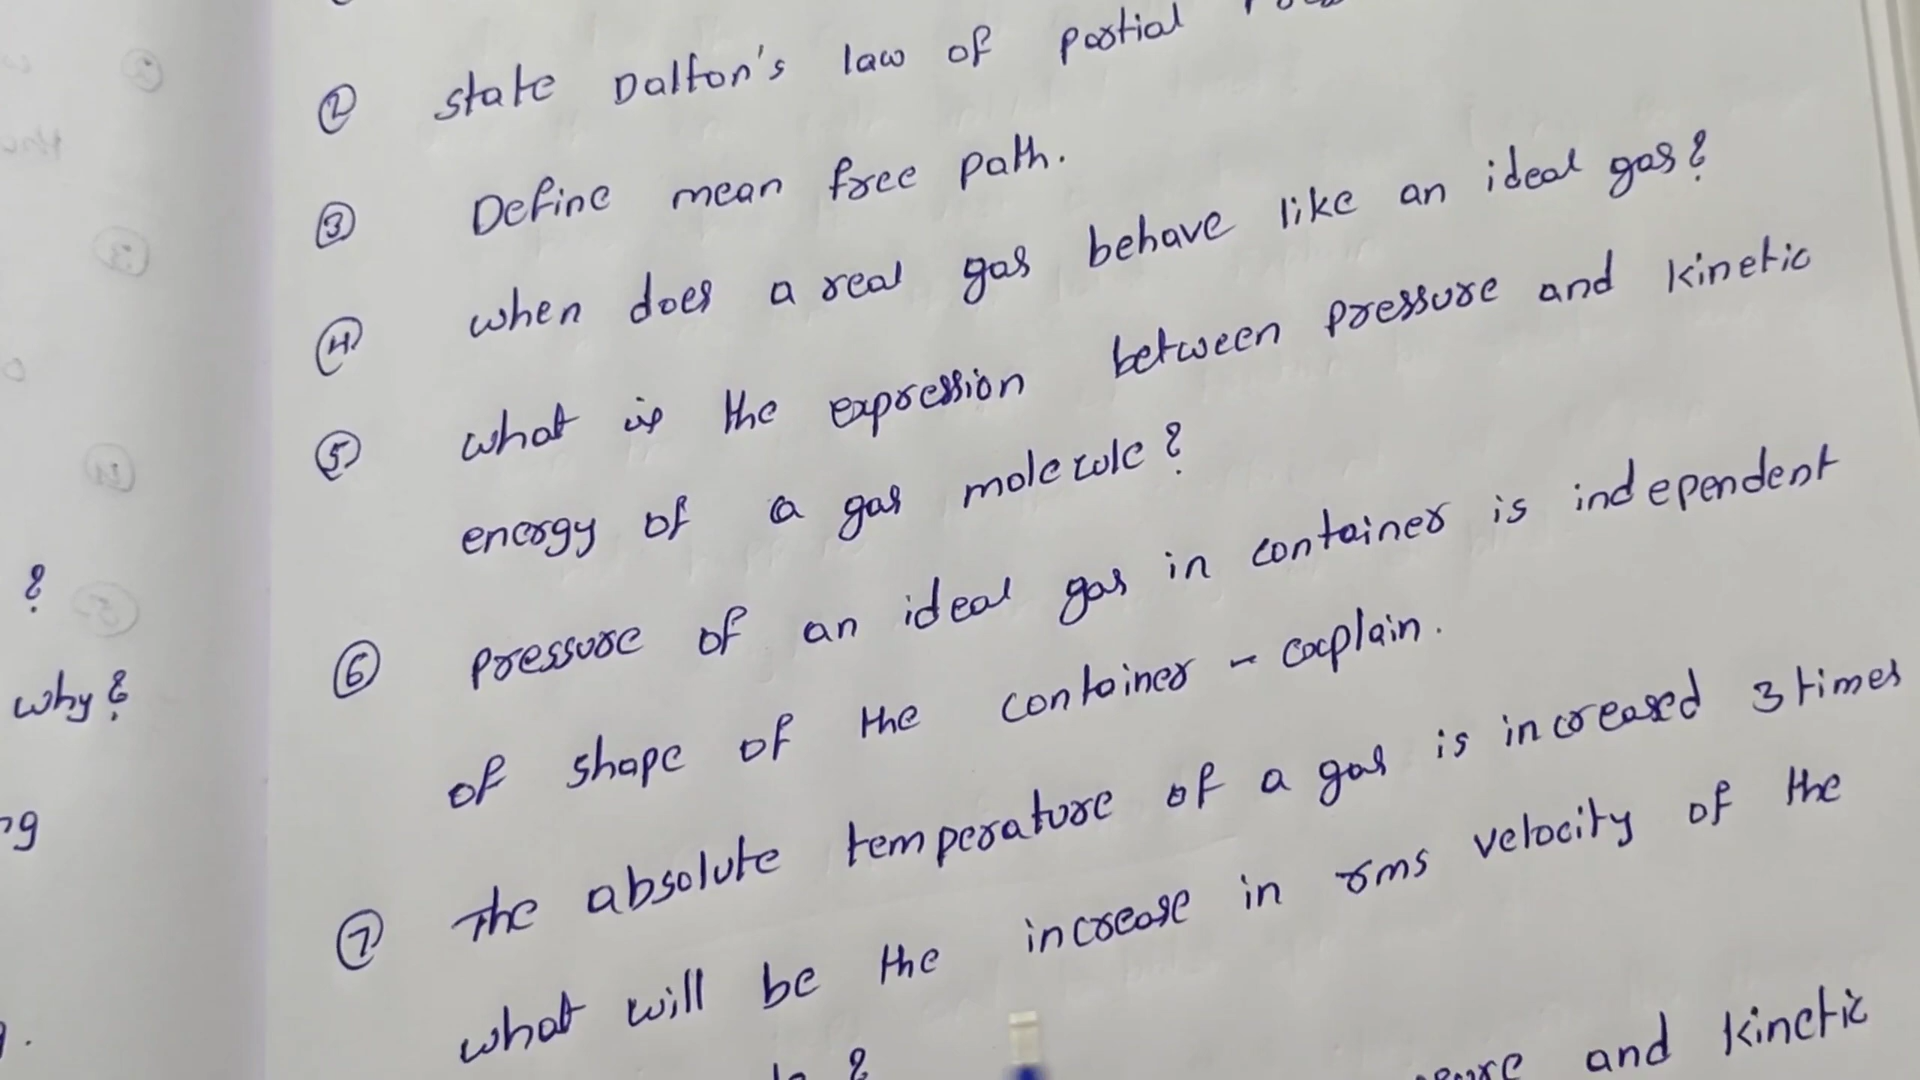 ② state Dalton's law of partial
③ Define mean free path.
④ when does a real gas behave like an ideal gas?
⑤ what is the expression between pressure and kinetic
energy of a gas molecule?
⑥ pressure of an ideal gas in container is independent
of shape of the container - explain.
⑦ The absolute temperature of a gas is increased 3 times
what will be the increase in rms velocity of the
?
and kinetic
?
why?